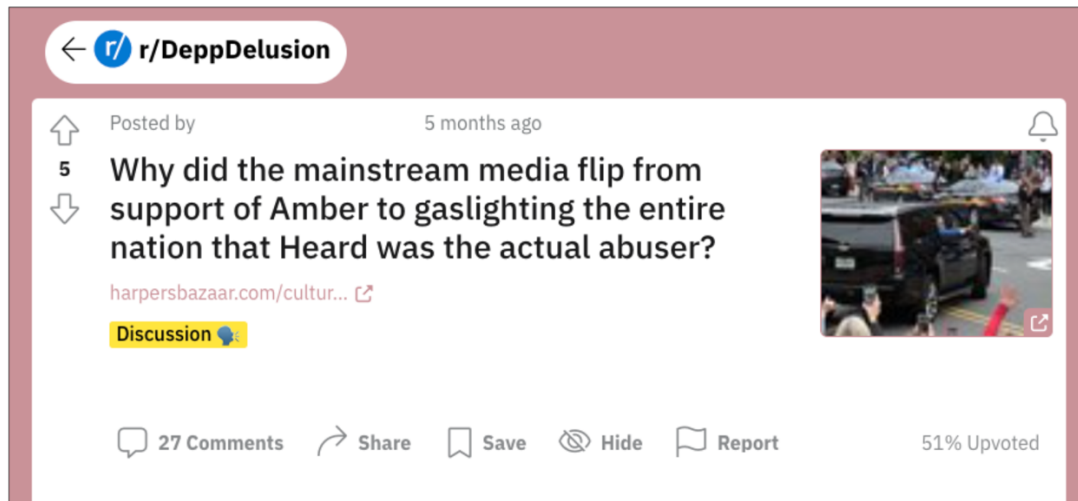 r/ r/DeppDelusion
Posted by 5 months ago
5
Why did the mainstream media flip from
support of Amber to gaslighting the entire
nation that Heard was the actual abuser?
harpersbazaar.com/cultur...
Discussion
27 Comments Share Save Hide Report 51% Upvoted